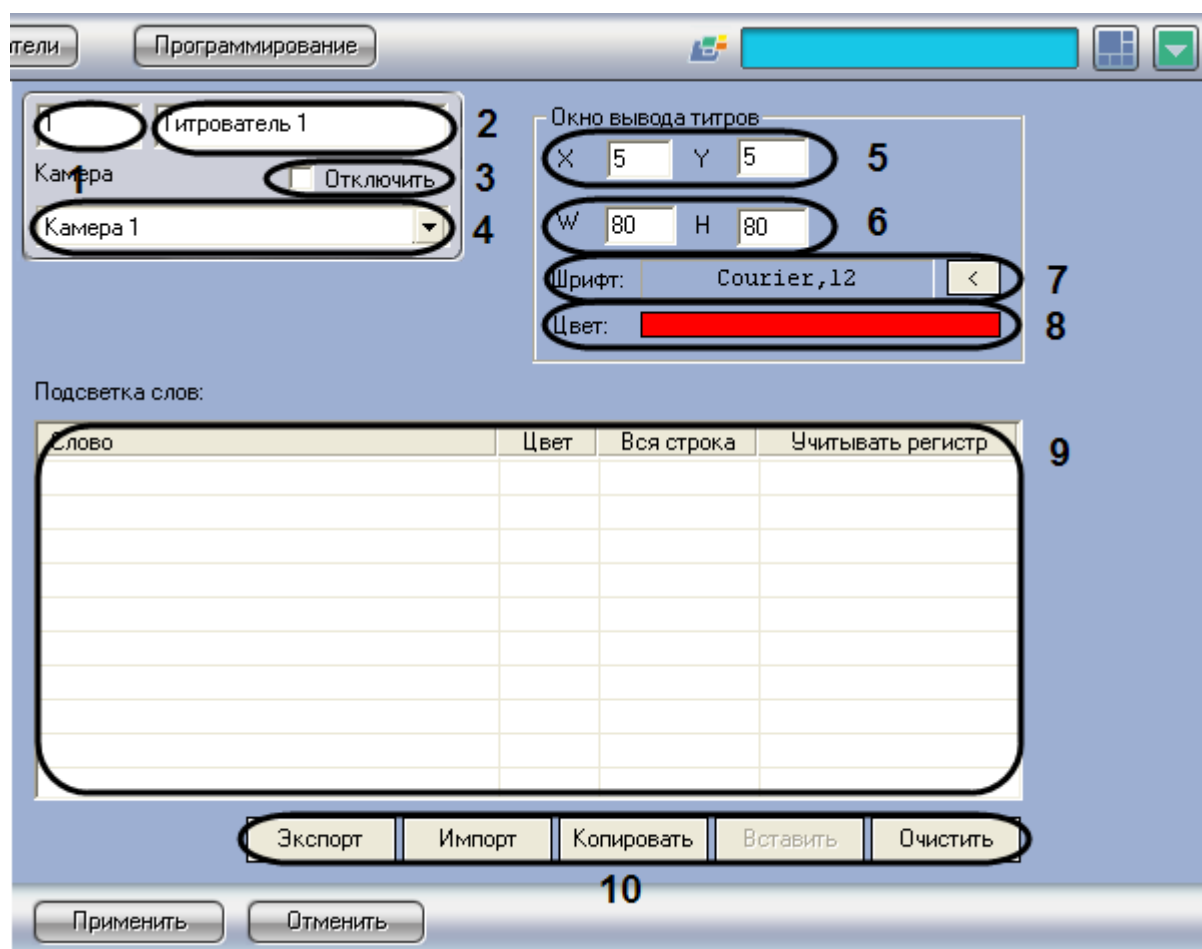 тели Программирование
1 Титрователь 1 2
1
Камера Отключить 3
Камера 1 4
Окно вывода титров
X 5 Y 5 5
W 80 H 80 6
Шрифт: Courier,12 < 7
Цвет: 8
Подсветка слов:
Слово Цвет Вся строка Учитывать регистр 9
Экспорт Импорт Копировать Вставить Очистить
10
Применить Отменить